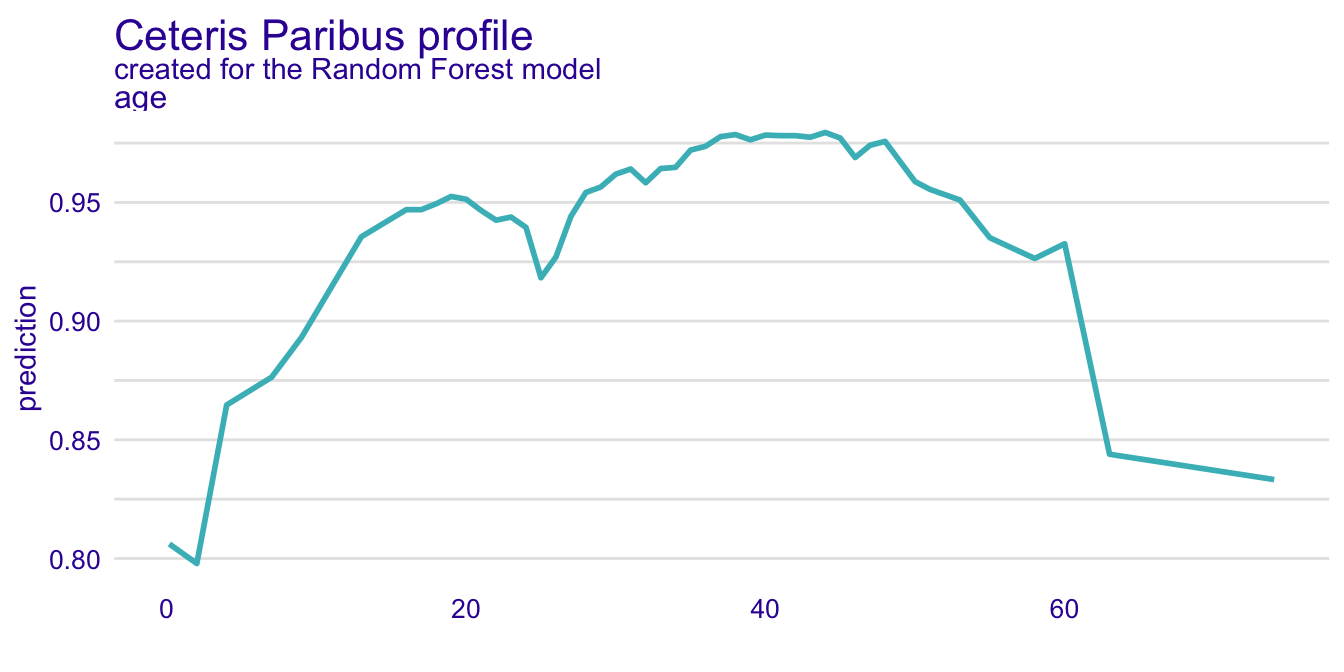 Ceteris Paribus profile
created for the Random Forest model
age
prediction
0.95
0.90
0.85
0.80
0 20 40 60